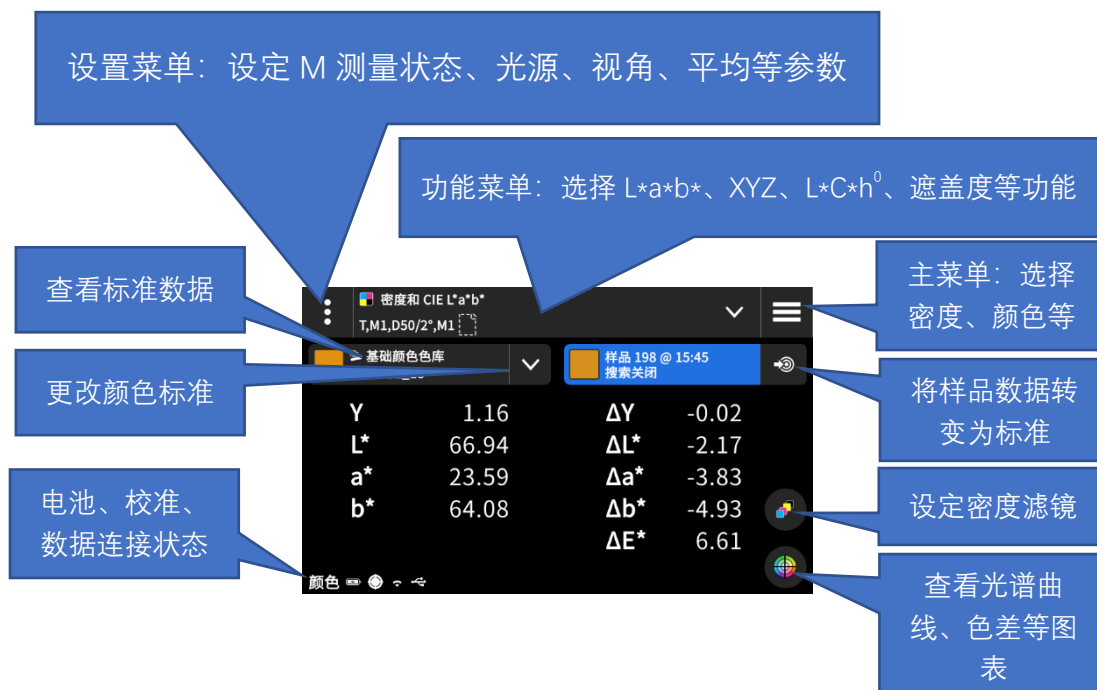 设置菜单：设定 M 测量状态、光源、视角、平均等参数
功能菜单：选择 L*a*b*、XYZ、L*C*h⁰、遮盖度等功能
查看标准数据
主菜单：选择
密度、颜色等
密度和 CIE L*a*b*
T,M1,D50/2°,M1
更改颜色标准
基础颜色色库
样品 198 @ 15:45
搜索关闭
将样品数据转
变为标准
Y 1.16 ΔY -0.02
L* 66.94 ΔL* -2.17
a* 23.59 Δa* -3.83
b* 64.08 Δb* -4.93
ΔE* 6.61
电池、校准、
数据连接状态
设定密度滤镜
颜色
查看光谱曲
线、色差等图
表